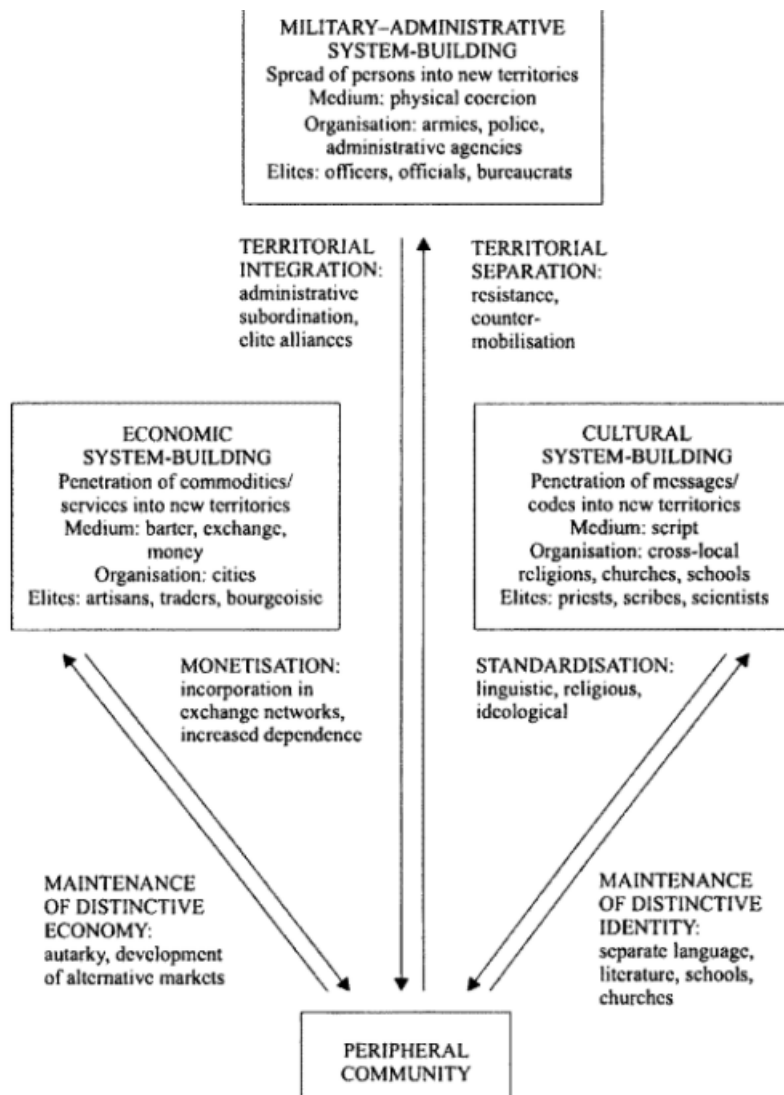 MILITARY–ADMINISTRATIVE
SYSTEM-BUILDING
Spread of persons into new territories
Medium: physical coercion
Organisation: armies, police,
administrative agencies
Elites: officers, officials, bureaucrats
TERRITORIAL
INTEGRATION:
administrative
subordination,
elite alliances
TERRITORIAL
SEPARATION:
resistance,
counter-
mobilisation
ECONOMIC
SYSTEM-BUILDING
Penetration of commodities/
services into new territories
Medium: barter, exchange,
money
Organisation: cities
Elites: artisans, traders, bourgeoisie
CULTURAL
SYSTEM-BUILDING
Penetration of messages/
codes into new territories
Medium: script
Organisation: cross-local
religions, churches, schools
Elites: priests, scribes, scientists
MONETISATION:
incorporation in
exchange networks,
increased dependence
STANDARDISATION:
linguistic, religious,
ideological
MAINTENANCE
OF DISTINCTIVE
ECONOMY:
autarky, development
of alternative markets
MAINTENANCE
OF DISTINCTIVE
IDENTITY:
separate language,
literature, schools,
churches
PERIPHERAL
COMMUNITY